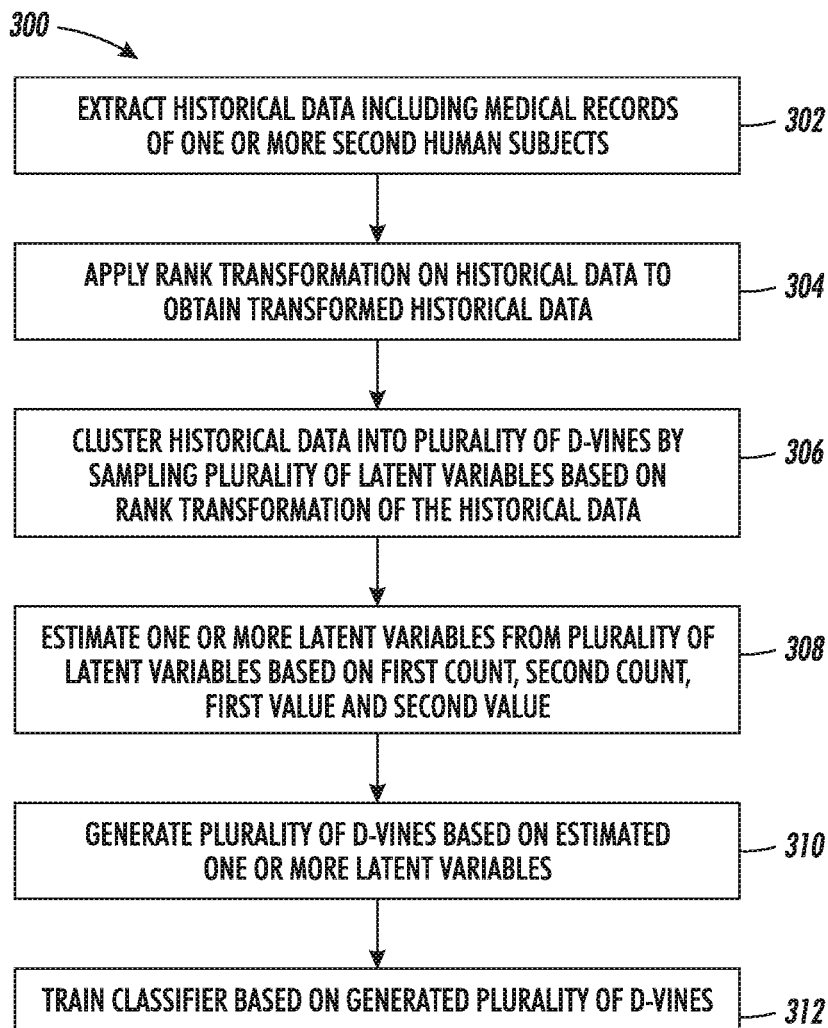 300
EXTRACT HISTORICAL DATA INCLUDING MEDICAL RECORDS
OF ONE OR MORE SECOND HUMAN SUBJECTS
302
APPLY RANK TRANSFORMATION ON HISTORICAL DATA TO
OBTAIN TRANSFORMED HISTORICAL DATA
304
CLUSTER HISTORICAL DATA INTO PLURALITY OF D-VINES BY
SAMPLING PLURALITY OF LATENT VARIABLES BASED ON
RANK TRANSFORMATION OF THE HISTORICAL DATA
306
ESTIMATE ONE OR MORE LATENT VARIABLES FROM PLURALITY OF
LATENT VARIABLES BASED ON FIRST COUNT, SECOND COUNT,
FIRST VALUE AND SECOND VALUE
308
GENERATE PLURALITY OF D-VINES BASED ON ESTIMATED
ONE OR MORE LATENT VARIABLES
310
TRAIN CLASSIFIER BASED ON GENERATED PLURALITY OF D-VINES
312